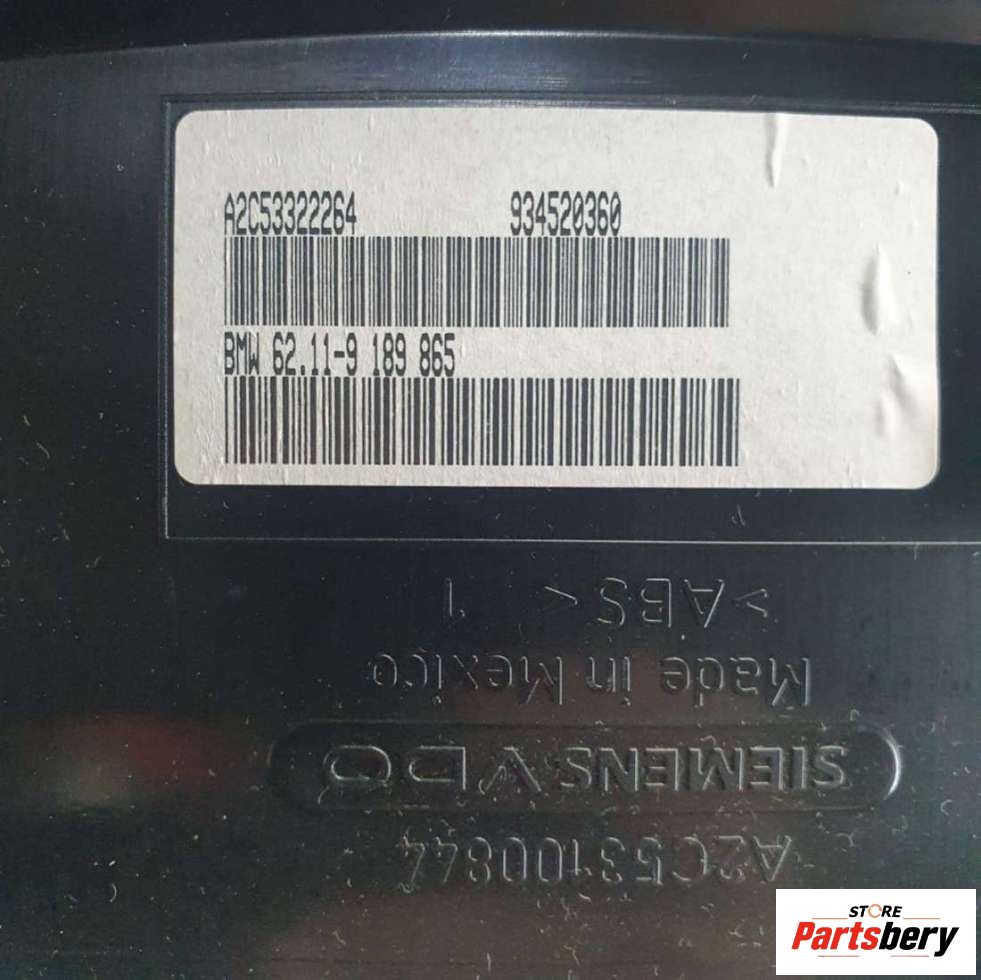 A2C53322264 934520360
BMW 62.11-9 189 865
>ABS< 1
Made in Mexico
SIEMENS VDO
A2C53100844
STORE
Partsbery